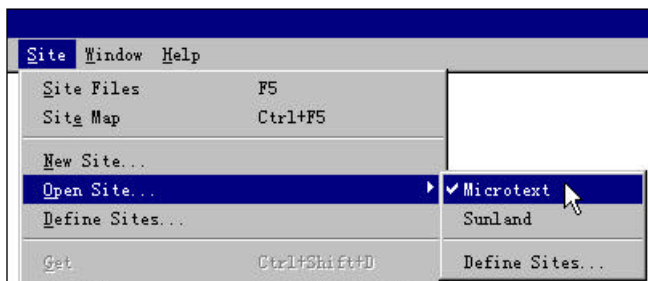 Site Window Help
Site Files F5
Site Map Ctrl+F5
New Site...
Open Site...
Microtext
Define Sites...
Sunland
Get Ctrl+Shift+D
Define Sites...